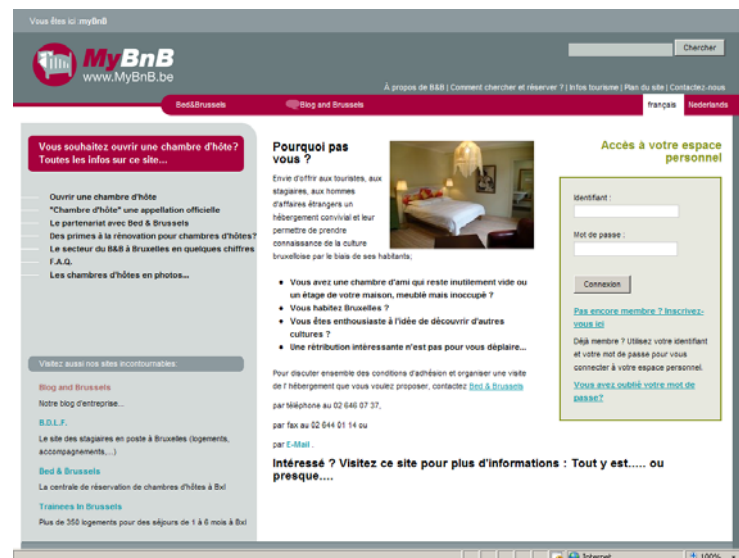 Vous êtes ici :myBnB
MyBnB
www.MyBnB.be
Chercher
À propos de B&B | Comment chercher et réserver ? | Infos tourisme | Plan du site | Contactez-nous
Bed&Brussels
Blog and Brussels
français
Nederlands
Vous souhaitez ouvrir une chambre d'hôte?
Toutes les infos sur ce site...
Ouvrir une chambre d'hôte
"Chambre d'hôte" une appellation officielle
Le partenariat avec Bed & Brussels
Des primes à la rénovation pour chambres d'hôtes?
Le secteur du B&B à Bruxelles en quelques chiffres
F.A.Q.
Les chambres d'hôtes en photos...
Visitez aussi nos sites incontournables:
Blog and Brussels
Notre blog d'entreprise...
B.D.L.F.
Le site des stagiaires en poste à Bruxelles (logements,
accompagnements,...)
Bed & Brussels
La centrale de réservation de chambres d'hôtes à Bxl
Trainees in Brussels
Plus de 350 logements pour des séjours de 1 à 6 mois à Bxl
Pourquoi pas
vous ?
Envie d'offrir aux touristes, aux
stagiaires, aux hommes
d'affaires étrangers un
hébergement convivial et leur
permettre de prendre
connaissance de la culture
bruxelloise par le biais de ses habitants;
Vous avez une chambre d'ami qui reste inutilement vide ou
un étage de votre maison, meublé mais inoccupé ?
Vous habitez Bruxelles ?
Vous êtes enthousiaste à l'idée de découvrir d'autres
cultures ?
Une rétribution intéressante n'est pas pour vous déplaire...
Pour discuter ensemble des conditions d'adhésion et organiser une visite
de l' hébergement que vous voulez proposer, contactez Bed & Brussels
par téléphone au 02 646 07 37,
par fax au 02 644 01 14 ou
par E-Mail .
Intéressé ? Visitez ce site pour plus d'informations : Tout y est..... ou
presque....
Accès à votre espace
personnel
Identifiant :
Mot de passe :
Connexion
Pas encore membre ? Inscrivez-
vous ici
Déjà membre ? Utilisez votre identifiant
et votre mot de passe pour vous
connecter à votre espace personnel.
Vous avez oublié votre mot de
passe?
Internet
100%